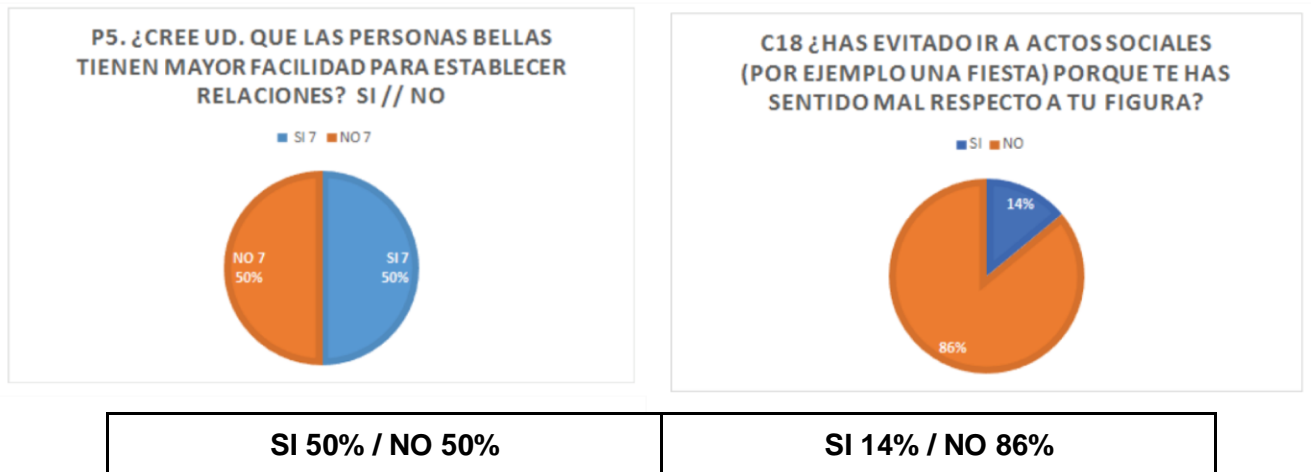 P5. ¿CREE UD. QUE LAS PERSONAS BELLAS
TIENEN MAYOR FACILIDAD PARA ESTABLECER
RELACIONES? SI // NO
SI 7 NO 7
NO 7
50%
SI 7
50%
C18 ¿HAS EVITADO IR A ACTOS SOCIALES
(POR EJEMPLO UNA FIESTA) PORQUE TE HAS
SENTIDO MAL RESPECTO A TU FIGURA?
SI NO
14%
86%
SI 50% / NO 50%
SI 14% / NO 86%